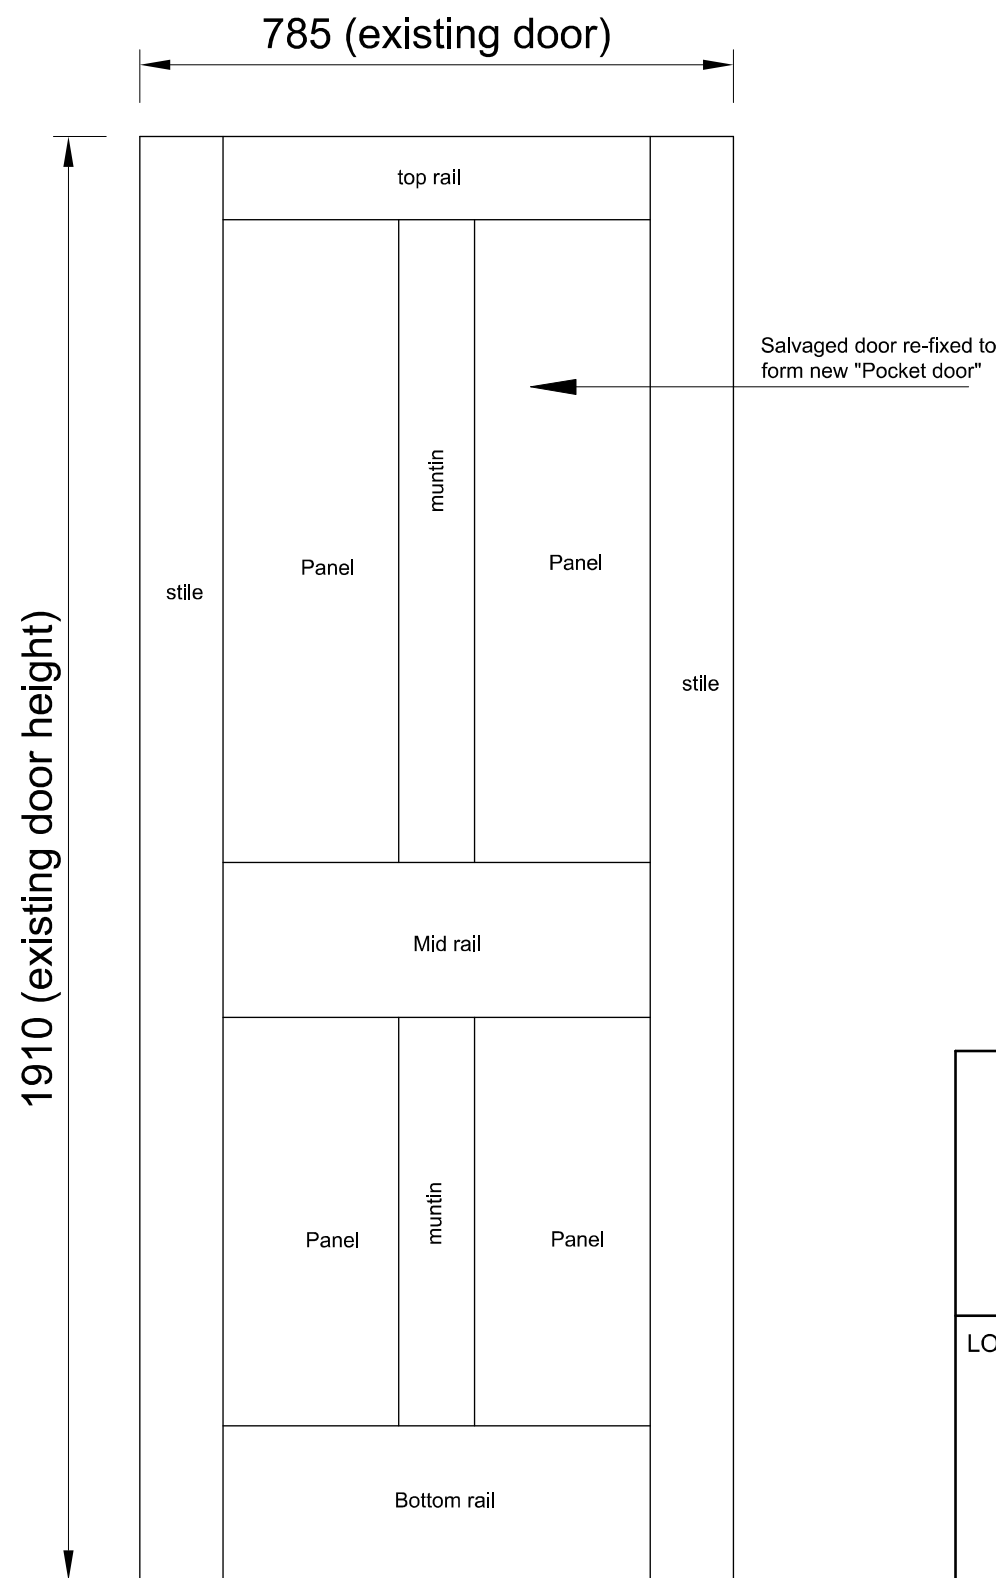 785 (existing door)
top rail
Salvaged door re-fixed to
form new "Pocket door"
muntin
Panel
Panel
stile
stile
1910 (existing door height)
Mid rail
muntin
Panel
Panel
LO
Bottom rail